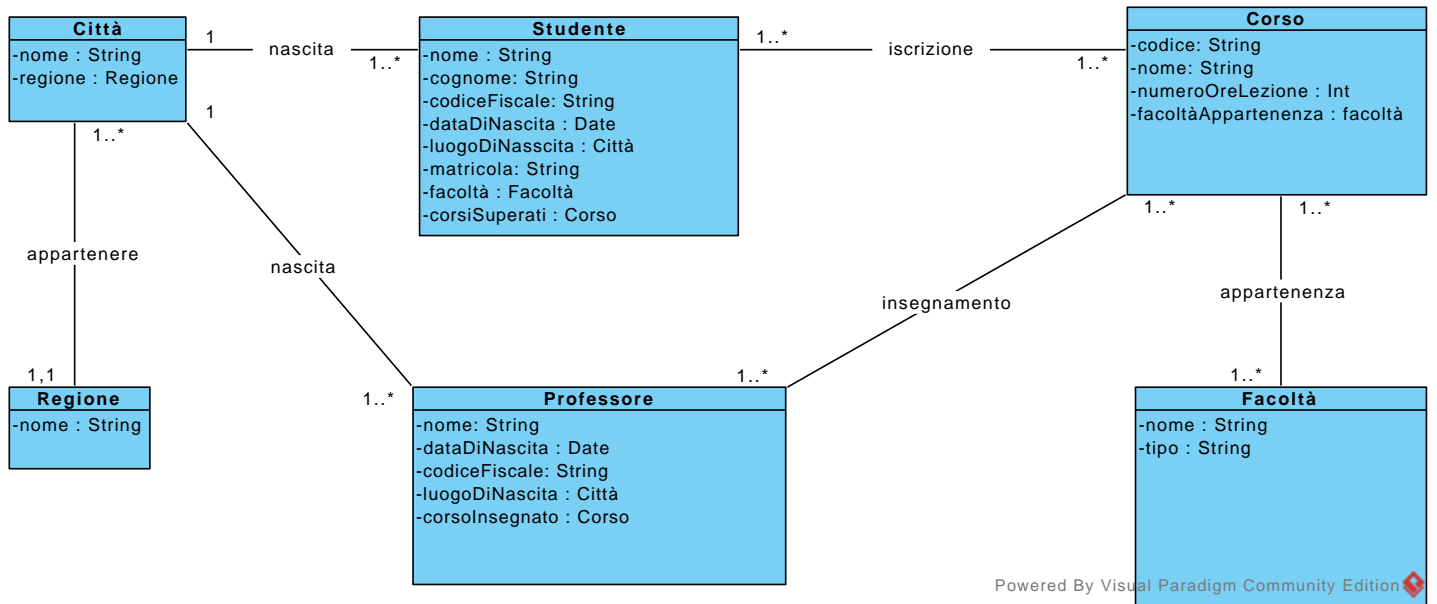 Città
-nome : String
-regione : Regione
1
nascita
1..*
Studente
-nome : String
-cognome: String
-codiceFiscale: String
-dataDiNascita : Date
-luogoDiNasscita : Città
-matricola: String
-facoltà : Facoltà
-corsiSuperati : Corso
1..*
iscrizione
1..*
Corso
-codice: String
-nome: String
-numeroOreLezione : Int
-facoltàAppartenenza : facoltà
1..*
1
1..*
1..*
appartenere
nascita
insegnamento
appartenenza
1,1
1..*
1..*
1..*
Regione
-nome : String
Professore
-nome: String
-dataDiNascita : Date
-codiceFiscale: String
-luogoDiNascita : Città
-corsoInsegnato : Corso
Facoltà
-nome : String
-tipo : String
Powered By Visual Paradigm Community Edition